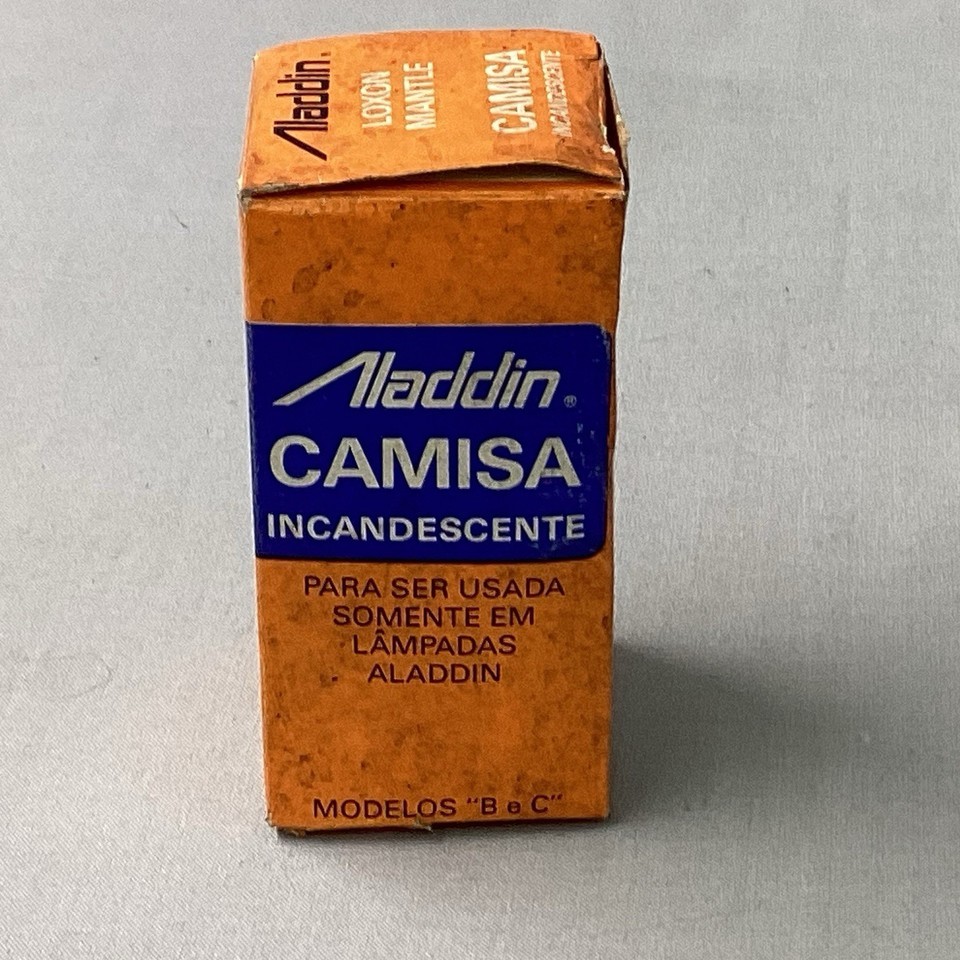 Aladdin.
LOXON
MANTLE
CAMISA
INCANDESCENTE
Aladdin®
CAMISA
INCANDESCENTE
PARA SER USADA
SOMENTE EM
LÂMPADAS
ALADDIN
MODELOS "B e C"